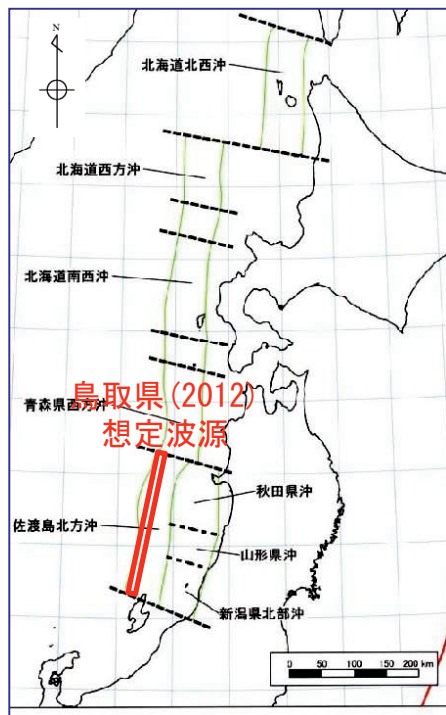 N
北海道北西沖
北海道西方沖
北海道南西沖
鳥取県(2012)
青森県西方沖
想定波源
秋田県沖
佐渡島北方沖
山形県沖
新潟県北部沖
0 50 100 150 200 km